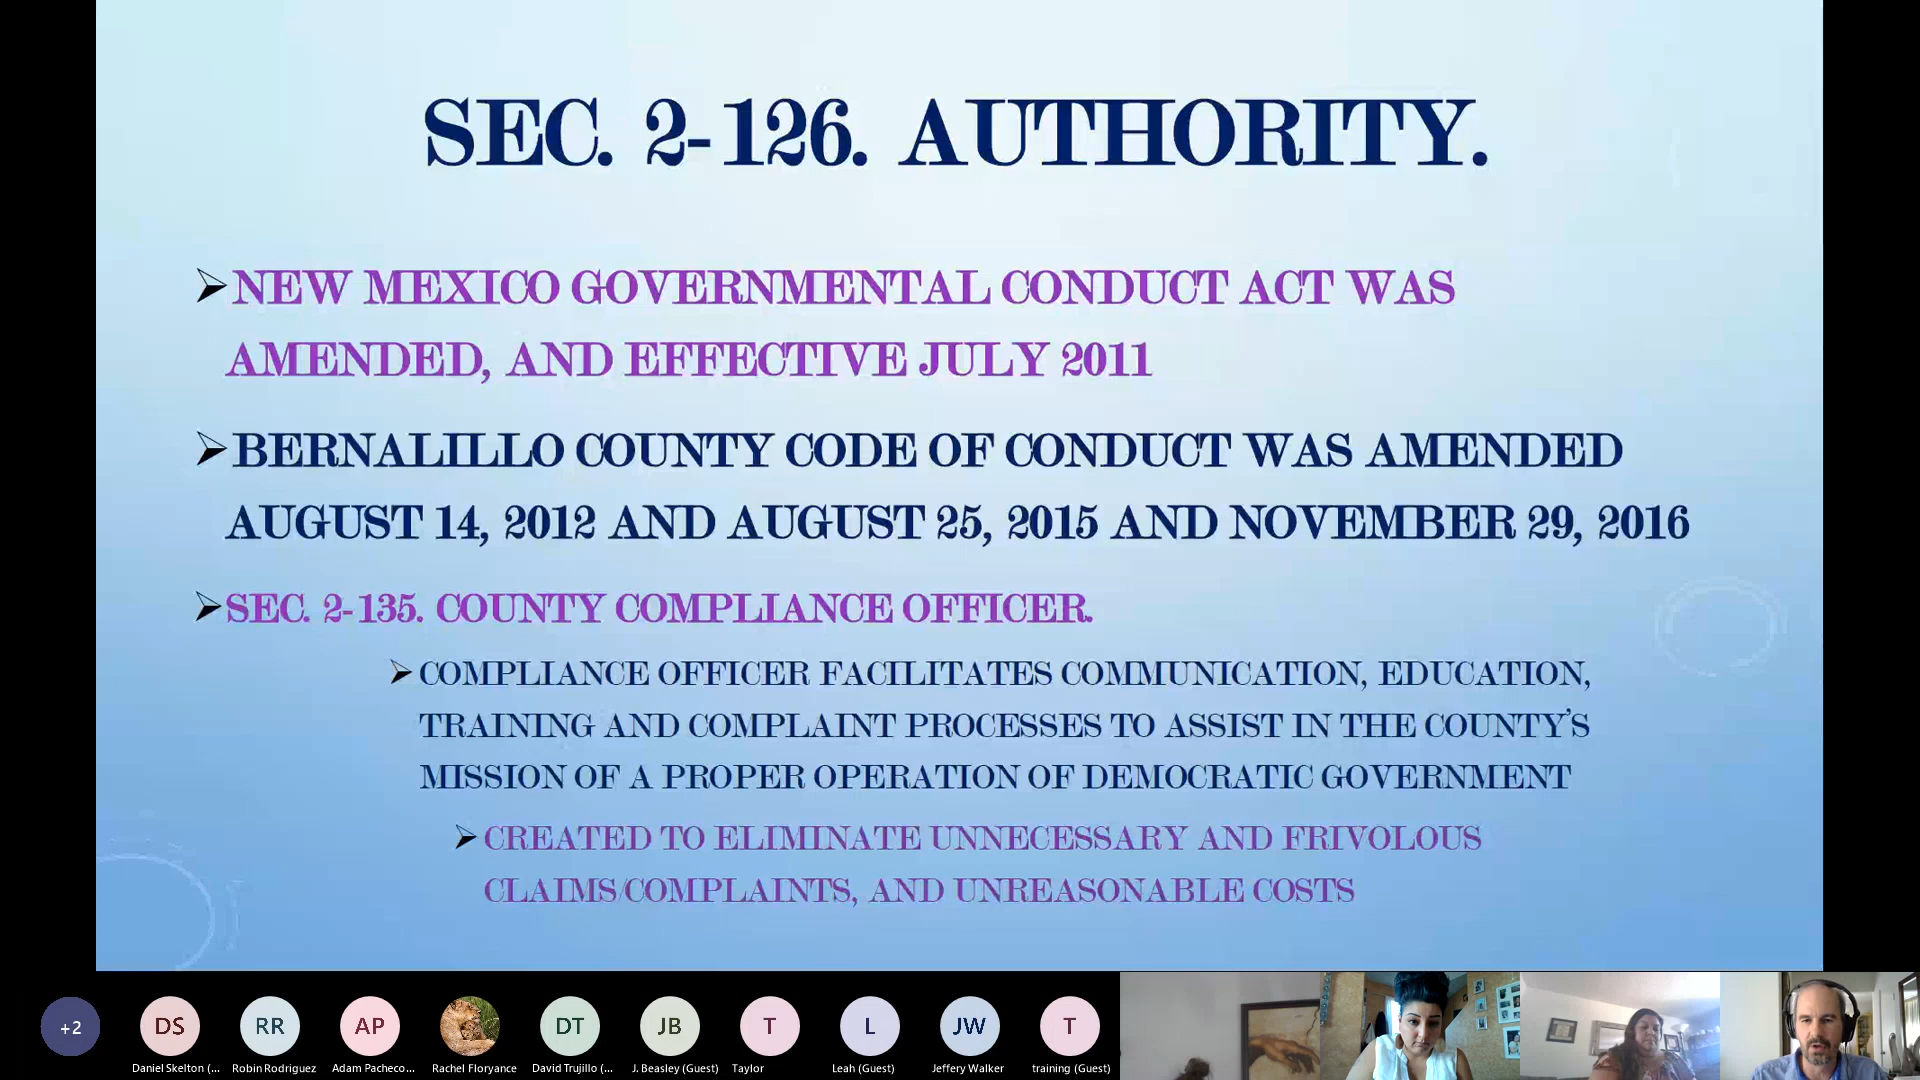 SEC. 2-126. AUTHORITY.
NEW MEXICO GOVERNMENTAL CONDUCT ACT WAS
AMENDED, AND EFFECTIVE JULY 2011
BERNALILLO COUNTY CODE OF CONDUCT WAS AMENDED
AUGUST 14, 2012 AND AUGUST 25, 2015 AND NOVEMBER 29, 2016
SEC. 2-135. COUNTY COMPLIANCE OFFICER.
COMPLIANCE OFFICER FACILITATES COMMUNICATION, EDUCATION,
TRAINING AND COMPLAINT PROCESSES TO ASSIST IN THE COUNTY'S
MISSION OF A PROPER OPERATION OF DEMOCRATIC GOVERNMENT
CREATED TO ELIMINATE UNNECESSARY AND FRIVOLOUS
CLAIMS/COMPLAINTS, AND UNREASONABLE COSTS
+2 DS RR AP DT JB T L JW T
Daniel Skelton (... Robin Rodriguez Adam Pacheco... Rachel Floryance David Trujillo (... J. Beasley (Guest) Taylor Leah (Guest) Jeffery Walker training (Guest)